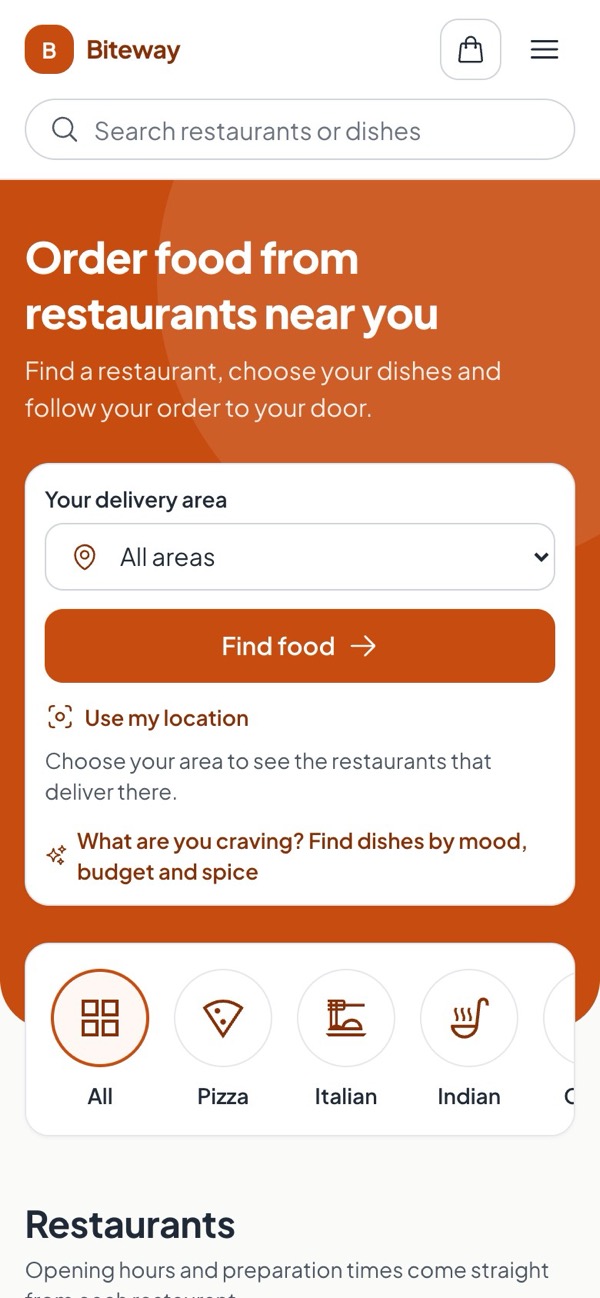 B
Biteway
Search restaurants or dishes
Order food from
restaurants near you
Find a restaurant, choose your dishes and
follow your order to your door.
Your delivery area
All areas
Find food
Use my location
Choose your area to see the restaurants that
deliver there.
What are you craving? Find dishes by mood,
budget and spice
All
Pizza
Italian
Indian
Restaurants
Opening hours and preparation times come straight
from each restaurant